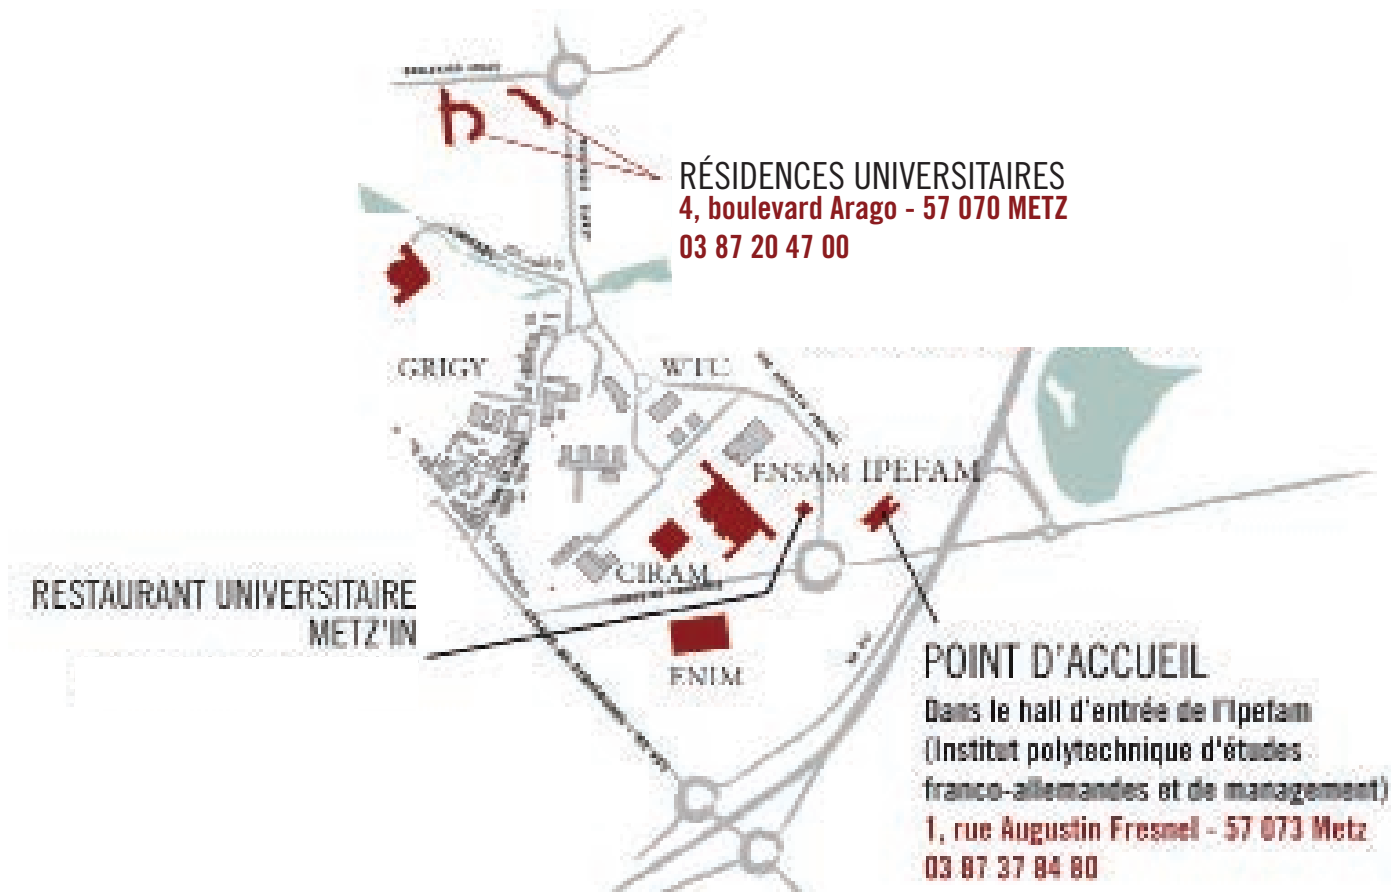 RÉSIDENCES UNIVERSITAIRES
4, boulevard Arago - 57 070 METZ
03 87 20 47 00
GRIGY
WTC
ENSAM
IPEFAM
CIRAM
RESTAURANT UNIVERSITAIRE
METZ'IN
ENIM
POINT D'ACCUEIL
Dans le hall d'entrée de l'Ipefam
(Institut polytechnique d'études
franco-allemandes et de management)
1, rue Augustin Fresnel - 57 073 Metz
03 87 37 84 80